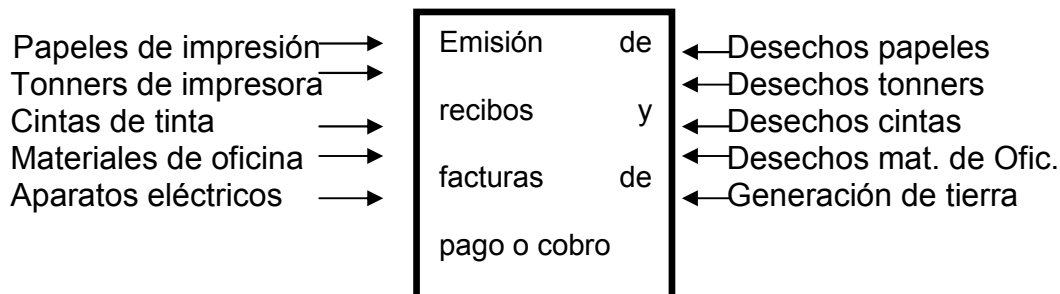 Papeles de impresión
Tonners de impresora
Cintas de tinta
Materiales de oficina
Aparatos eléctricos
Emisión de
recibos y
facturas de
pago o cobro
Desechos papeles
Desechos tonners
Desechos cintas
Desechos mat. de Ofic.
Generación de tierra